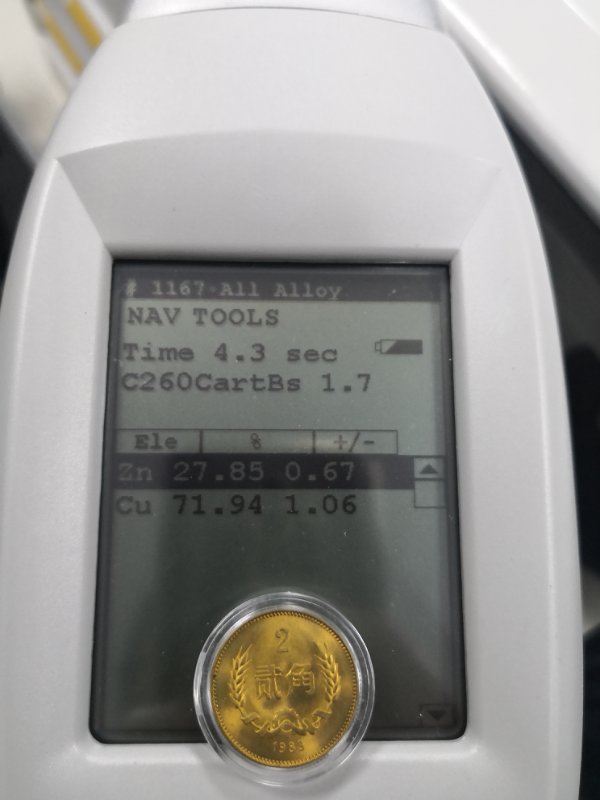 # 1167 All Alloy
NAV TOOLS
Time 4.3 sec
C260CartBs 1.7
Ele % +/-
Zn 27.85 0.67
Cu 71.94 1.06
2
贰角
1983